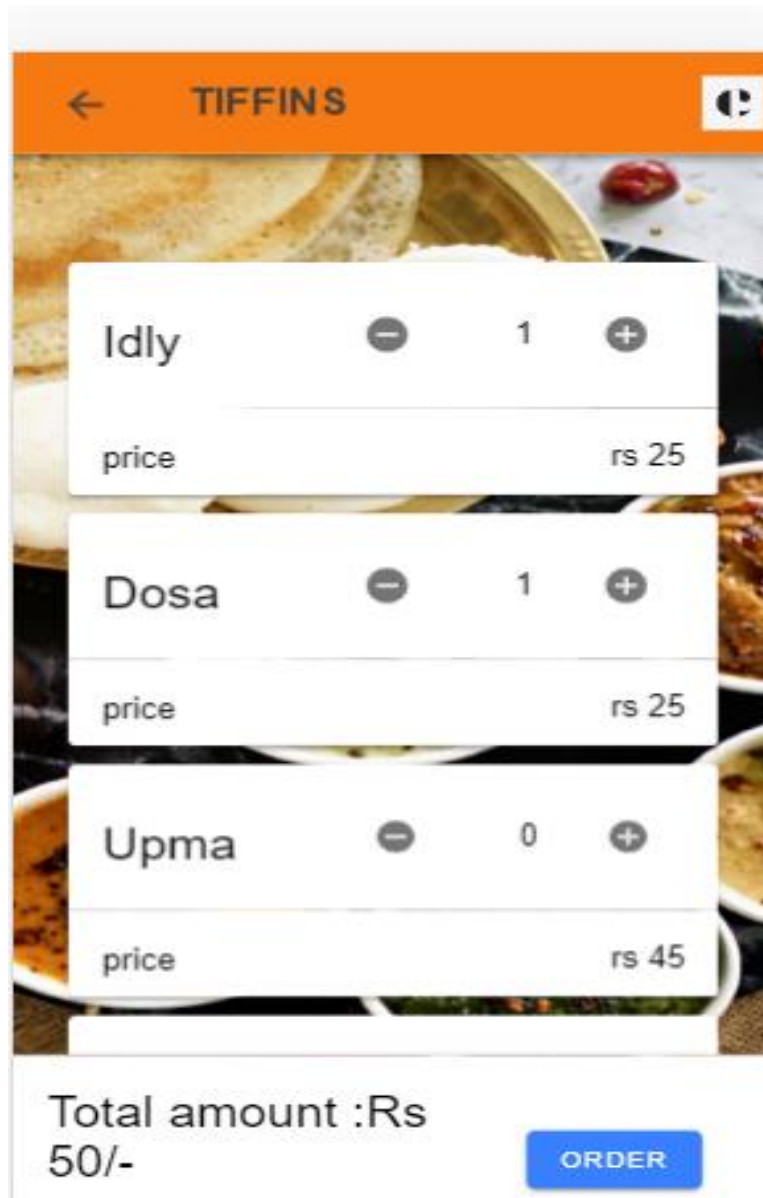 TIFFINS
Idly 1
price rs 25
Dosa 1
price rs 25
Upma 0
price rs 45
Total amount :Rs
50/-
ORDER